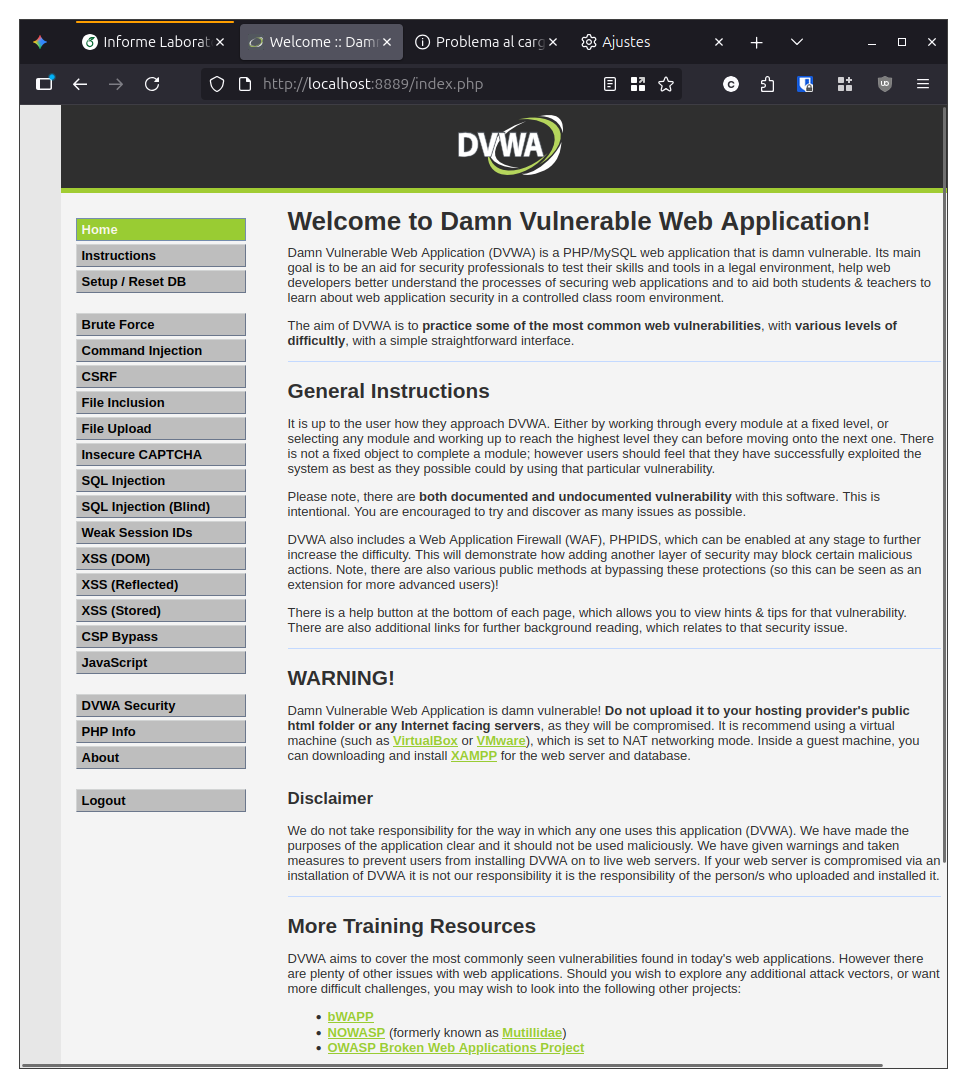 Informe Laborat
Welcome :: Damn
Problema al carg
Ajustes
http://localhost:8889/index.php
DVWA
Home
Instructions
Setup / Reset DB
Brute Force
Command Injection
CSRF
File Inclusion
File Upload
Insecure CAPTCHA
SQL Injection
SQL Injection (Blind)
Weak Session IDs
XSS (DOM)
XSS (Reflected)
XSS (Stored)
CSP Bypass
JavaScript
DVWA Security
PHP Info
About
Logout
Welcome to Damn Vulnerable Web Application!
Damn Vulnerable Web Application (DVWA) is a PHP/MySQL web application that is damn vulnerable. Its main
goal is to be an aid for security professionals to test their skills and tools in a legal environment, help web
developers better understand the processes of securing web applications and to aid both students & teachers to
learn about web application security in a controlled class room environment.
The aim of DVWA is to practice some of the most common web vulnerabilities, with various levels of
difficultly, with a simple straightforward interface.
General Instructions
It is up to the user how they approach DVWA. Either by working through every module at a fixed level, or
selecting any module and working up to reach the highest level they can before moving onto the next one. There
is not a fixed object to complete a module; however users should feel that they have successfully exploited the
system as best as they possible could by using that particular vulnerability.
Please note, there are both documented and undocumented vulnerability with this software. This is
intentional. You are encouraged to try and discover as many issues as possible.
DVWA also includes a Web Application Firewall (WAF), PHPIDS, which can be enabled at any stage to further
increase the difficulty. This will demonstrate how adding another layer of security may block certain malicious
actions. Note, there are also various public methods at bypassing these protections (so this can be seen as an
extension for more advanced users)!
There is a help button at the bottom of each page, which allows you to view hints & tips for that vulnerability.
There are also additional links for further background reading, which relates to that security issue.
WARNING!
Damn Vulnerable Web Application is damn vulnerable! Do not upload it to your hosting provider's public
html folder or any Internet facing servers, as they will be compromised. It is recommend using a virtual
machine (such as VirtualBox or VMware), which is set to NAT networking mode. Inside a guest machine, you
can downloading and install XAMPP for the web server and database.
Disclaimer
We do not take responsibility for the way in which any one uses this application (DVWA). We have made the
purposes of the application clear and it should not be used maliciously. We have given warnings and taken
measures to prevent users from installing DVWA on to live web servers. If your web server is compromised via an
installation of DVWA it is not our responsibility it is the responsibility of the person/s who uploaded and installed it.
More Training Resources
DVWA aims to cover the most commonly seen vulnerabilities found in today's web applications. However there
are plenty of other issues with web applications. Should you wish to explore any additional attack vectors, or want
more difficult challenges, you may wish to look into the following other projects:
bWAPP
NOWASP (formerly known as Mutillidae)
OWASP Broken Web Applications Project